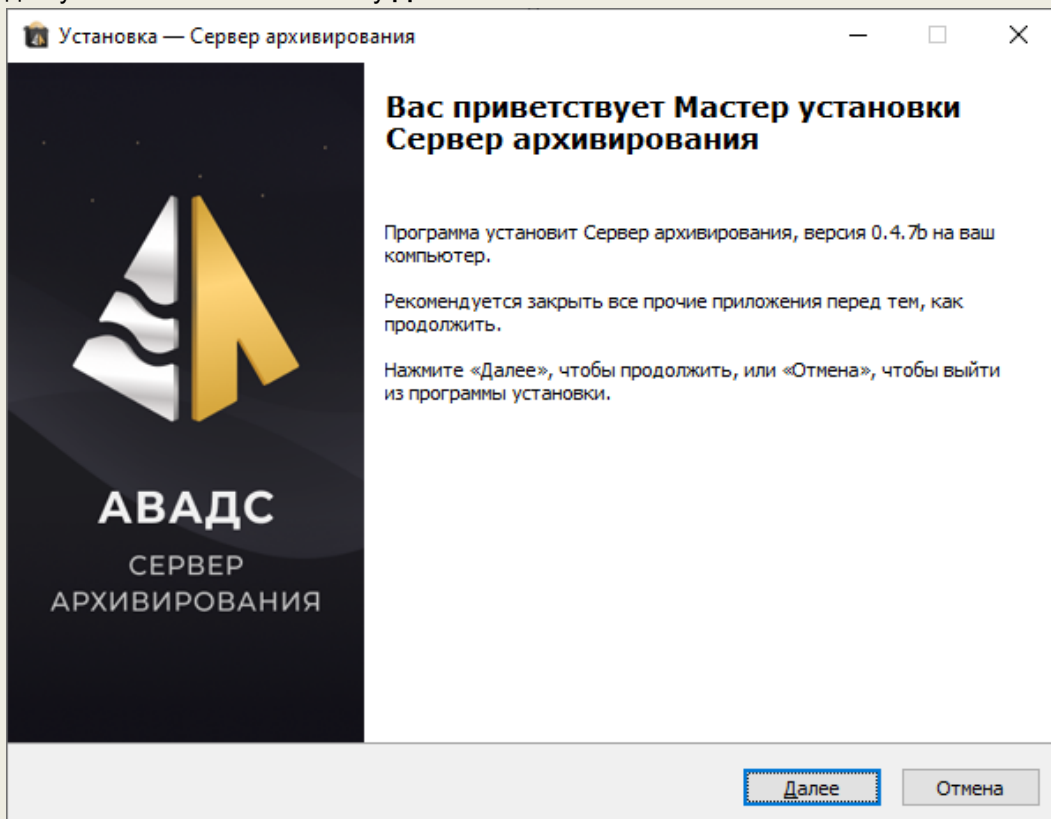 Установка — Сервер архивирования
Вас приветствует Мастер установки
Сервер архивирования
Программа установит Сервер архивирования, версия 0.4.7b на ваш
компьютер.
Рекомендуется закрыть все прочие приложения перед тем, как
продолжить.
Нажмите «Далее», чтобы продолжить, или «Отмена», чтобы выйти
из программы установки.
АВАДС
СЕРВЕР
АРХИВИРОВАНИЯ
Далее
Отмена